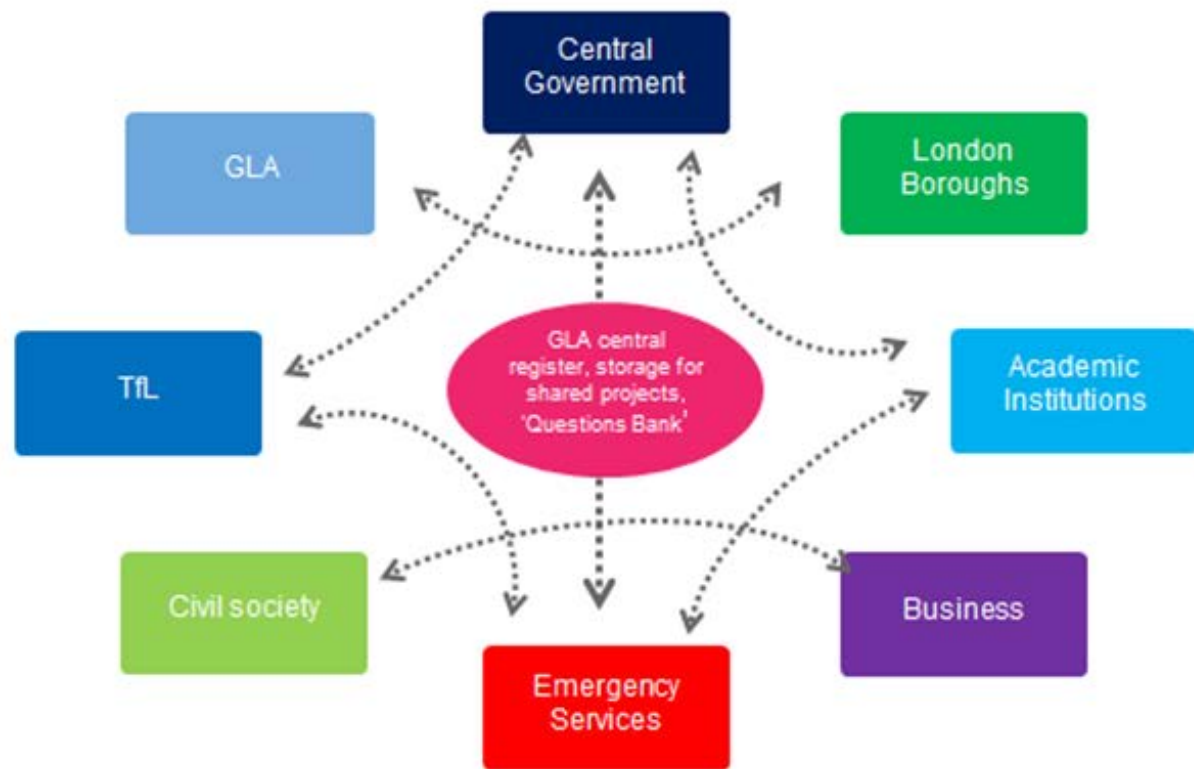 Central
Government
GLA
London
Boroughs
GLA central
register, storage for
shared projects,
‘Questions Bank’
TfL
Academic
Institutions
Civil society
Business
Emergency
Services